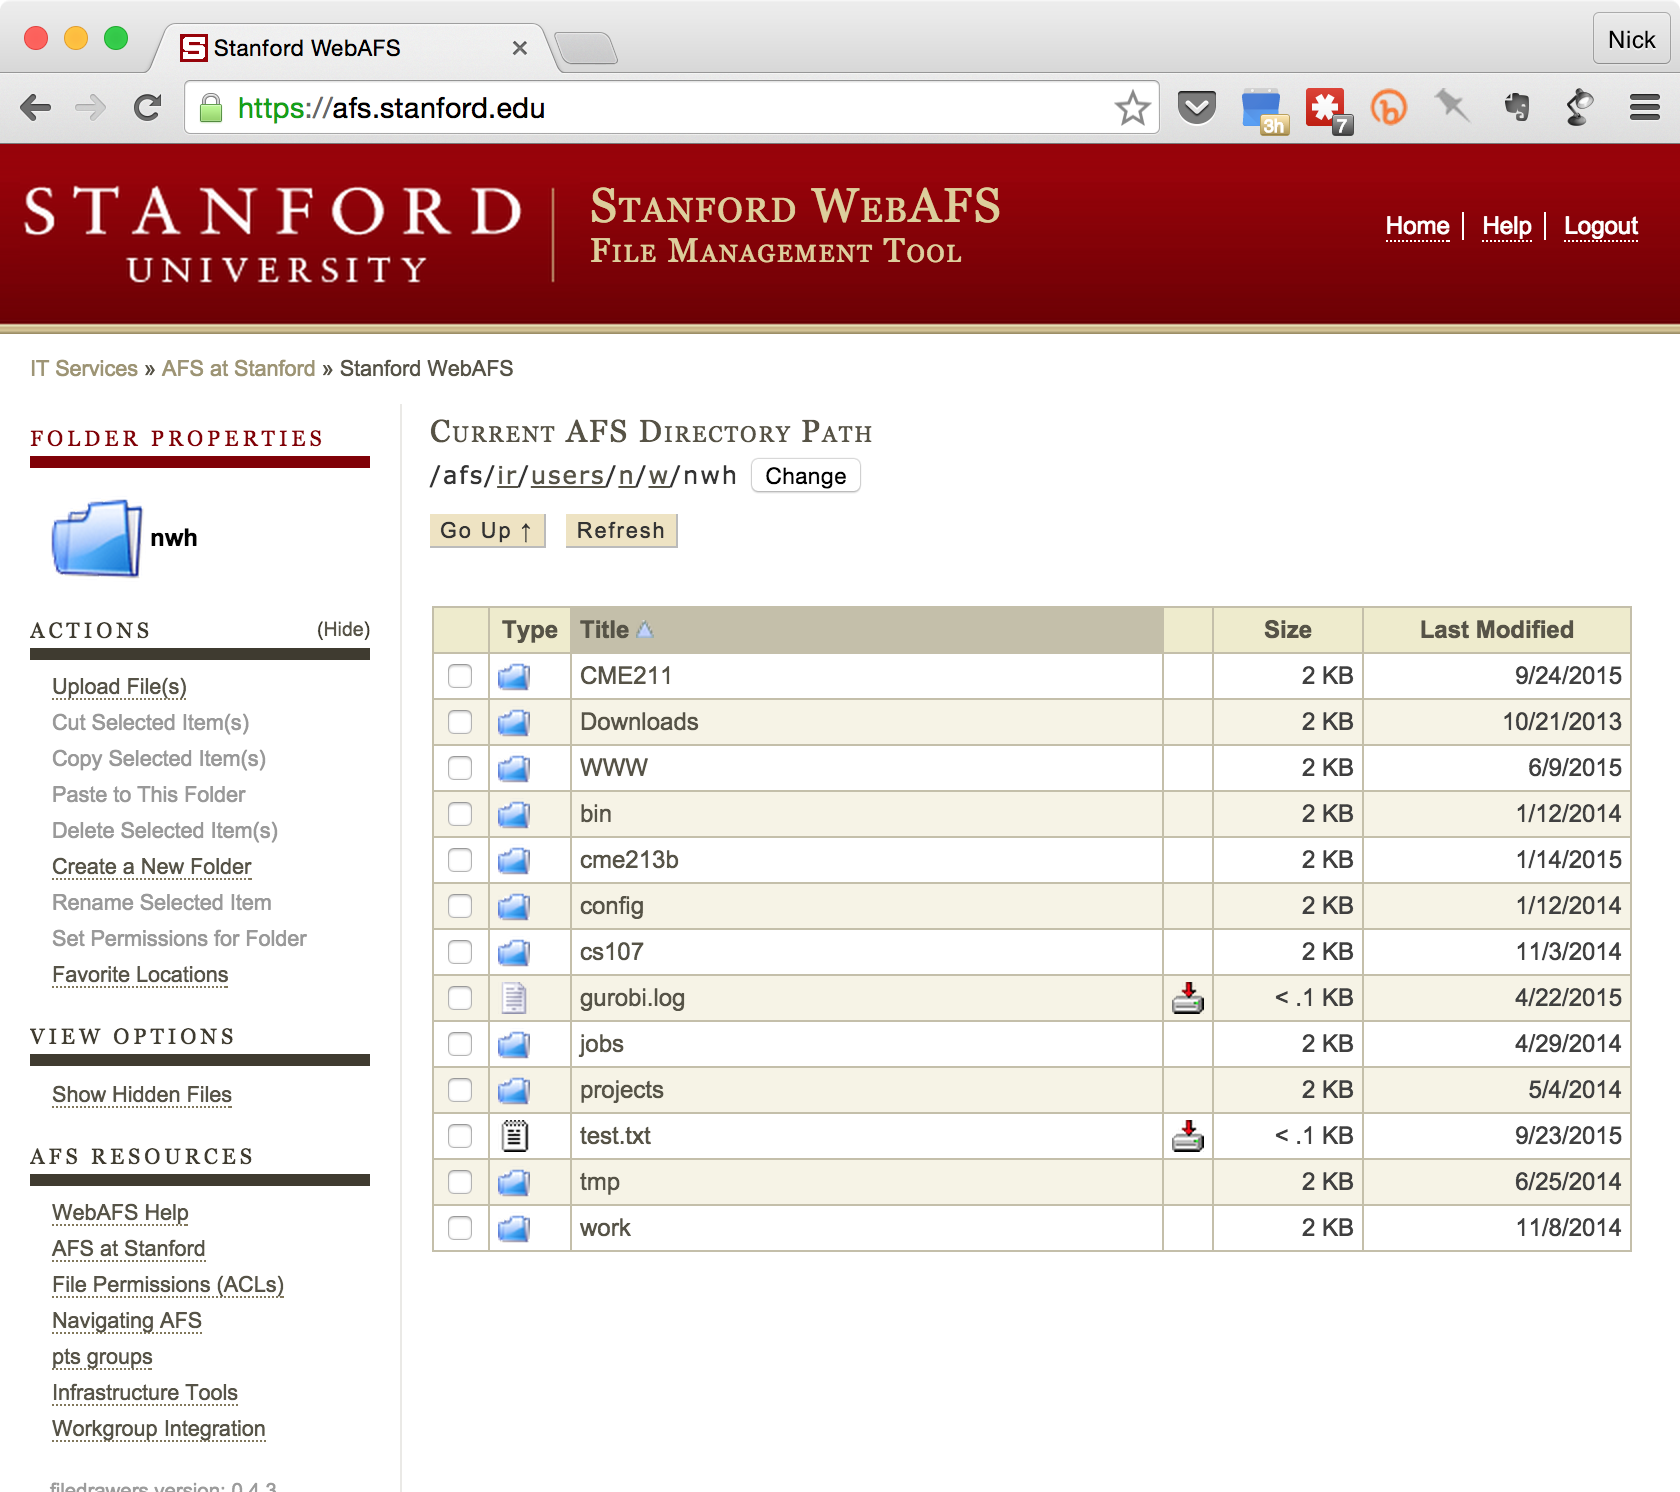 Stanford WebAFS
Nick
https://afs.stanford.edu
3h
7
STANFORD
UNIVERSITY
STANFORD WEBAFS
FILE MANAGEMENT TOOL
Home | Help | Logout
IT Services » AFS at Stanford » Stanford WebAFS
FOLDER PROPERTIES
nwh
ACTIONS (Hide)
Upload File(s)
Cut Selected Item(s)
Copy Selected Item(s)
Paste to This Folder
Delete Selected Item(s)
Create a New Folder
Rename Selected Item
Set Permissions for Folder
Favorite Locations
VIEW OPTIONS
Show Hidden Files
AFS RESOURCES
WebAFS Help
AFS at Stanford
File Permissions (ACLs)
Navigating AFS
pts groups
Infrastructure Tools
Workgroup Integration
filedrawers version: 0.4.3
CURRENT AFS DIRECTORY PATH
/afs/ir/users/n/w/nwh Change
Go Up ↑ Refresh
Type Title Size Last Modified
CME211 2 KB 9/24/2015
Downloads 2 KB 10/21/2013
WWW 2 KB 6/9/2015
bin 2 KB 1/12/2014
cme213b 2 KB 1/14/2015
config 2 KB 1/12/2014
cs107 2 KB 11/3/2014
gurobi.log < .1 KB 4/22/2015
jobs 2 KB 4/29/2014
projects 2 KB 5/4/2014
test.txt < .1 KB 9/23/2015
tmp 2 KB 6/25/2014
work 2 KB 11/8/2014